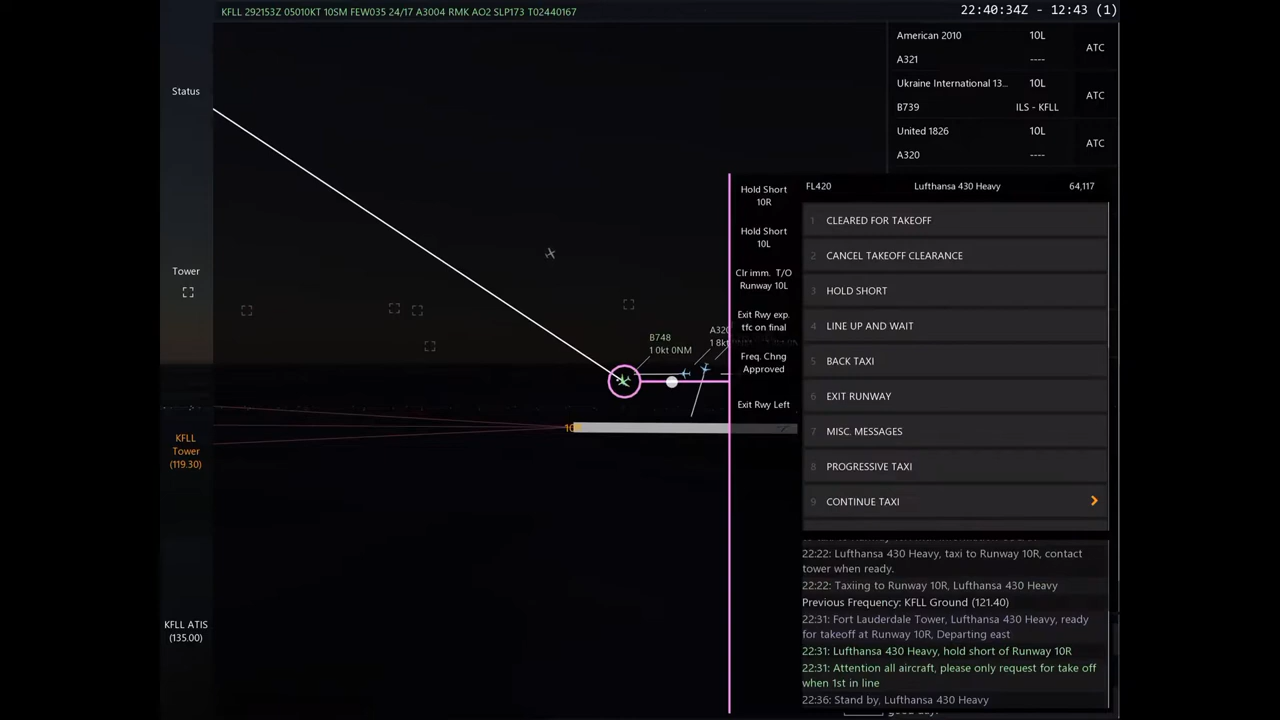 KFLL 292153Z 05010KT 10SM FEW035 24/17 A3004 RMK AO2 SLP173 T02440167
22:40:34Z - 12:43 (1)
American 2010 10L
A321 ----
ATC
Ukraine International 13... 10L
B739 ILS - KFLL
ATC
United 1826 10L
A320 ----
ATC
Status
Tower
KFLL
Tower
(119.30)
KFLL ATIS
(135.00)
B748
10kt 0NM
A320
10
Hold Short
10R
Hold Short
10L
Clr imm. T/O
Runway 10L
Exit Rwy exp.
tfc on final
Freq. Chng
Approved
Exit Rwy Left
FL420 Lufthansa 430 Heavy 64,117
1 CLEARED FOR TAKEOFF
2 CANCEL TAKEOFF CLEARANCE
3 HOLD SHORT
4 LINE UP AND WAIT
5 BACK TAXI
6 EXIT RUNWAY
7 MISC. MESSAGES
8 PROGRESSIVE TAXI
9 CONTINUE TAXI
22:22: Lufthansa 430 Heavy, taxi to Runway 10R, contact
tower when ready.
22:22: Taxiing to Runway 10R, Lufthansa 430 Heavy
Previous Frequency: KFLL Ground (121.40)
22:31: Fort Lauderdale Tower, Lufthansa 430 Heavy, ready
for takeoff at Runway 10R, Departing east
22:31: Lufthansa 430 Heavy, hold short of Runway 10R
22:31: Attention all aircraft, please only request for take off
when 1st in line
22:36: Stand by, Lufthansa 430 Heavy